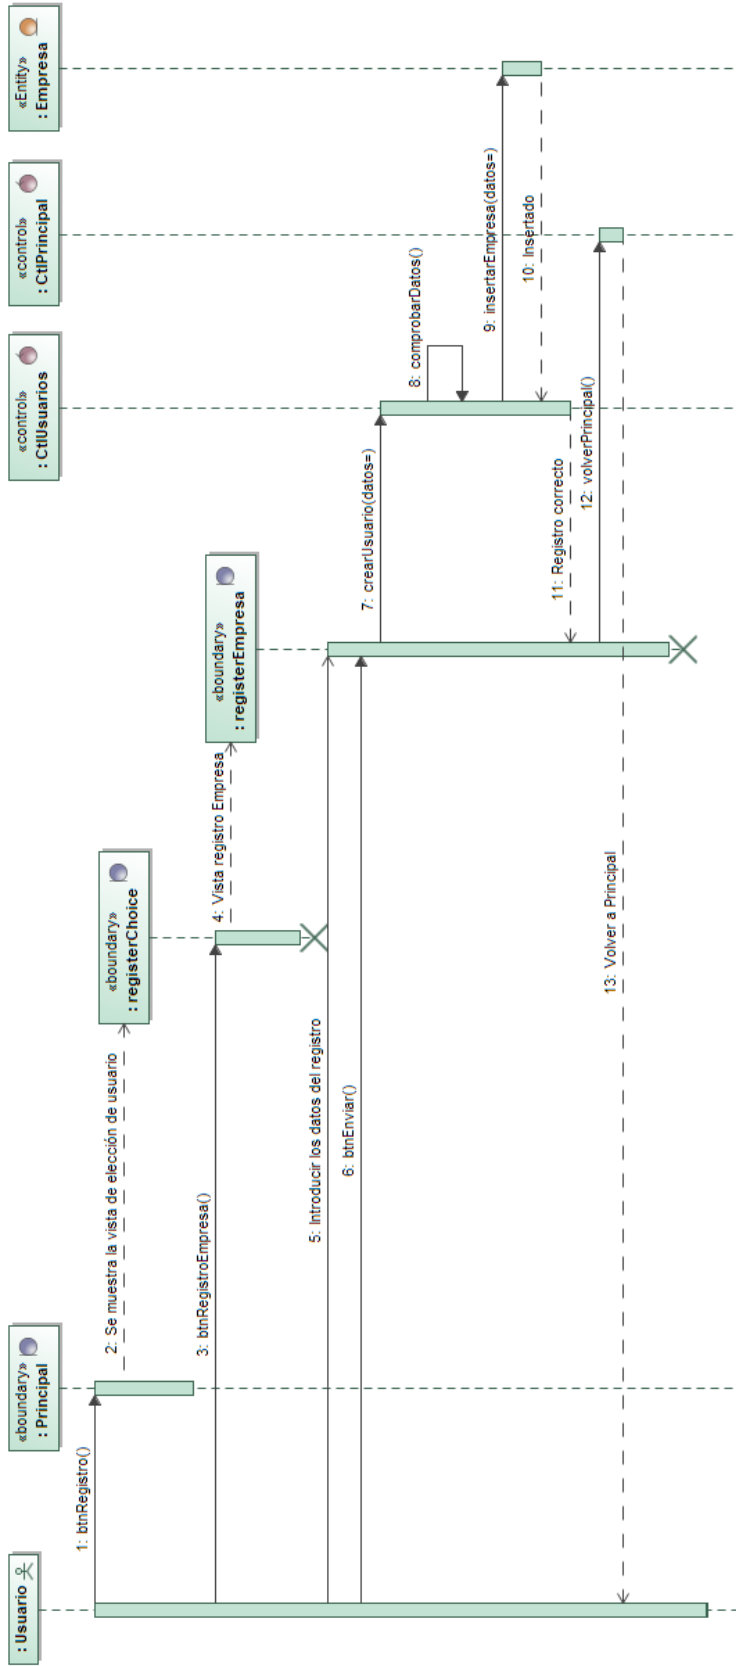 : Usuario
«boundary»
: Principal
«boundary»
: registerChoice
«boundary»
: registerEmpresa
«control»
: CtlUsuarios
«control»
: CtlPrincipal
«Entity»
: Empresa
1: btnRegistro()
2: Se muestra la vista de elección de usuario
3: btnRegistroEmpresa()
4: Vista registro Empresa
5: Introducir los datos del registro
6: btnEnviar()
7: crearUsuario(datos=)
8: comprobarDatos()
9: insertarEmpresa(datos=)
10: Insertado
11: Registro correcto
12: volverPrincipal()
13: Volver a Principal